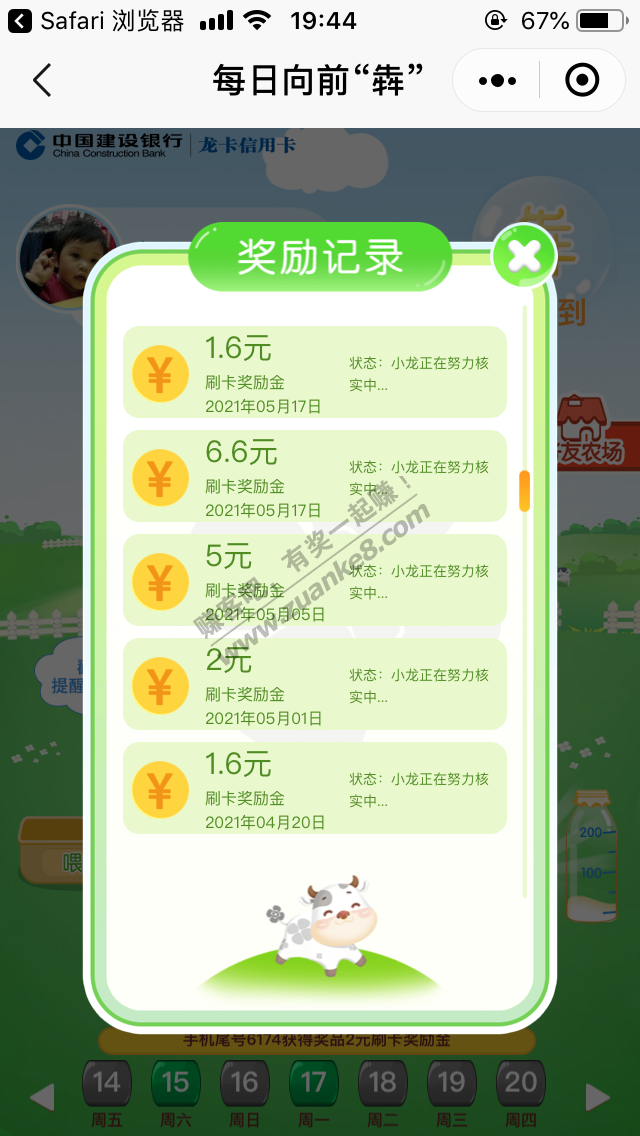 Safari 浏览器
19:44
67%
每日向前“犇”
中国建设银行
China Construction Bank
龙卡信用卡
奖励记录
到
1.6元
刷卡奖励金
2021年05月17日
状态：小龙正在努力核
实中...
6.6元
刷卡奖励金
2021年05月17日
状态：小龙正在努力核
实中...
好友农场
5元
刷卡奖励金
2021年05月05日
状态：小龙正在努力核
实中...
赚客吧，有奖一起赚！
www.zuanke8.com
2元
刷卡奖励金
2021年05月01日
状态：小龙正在努力核
实中...
提醒
1.6元
刷卡奖励金
2021年04月20日
状态：小龙正在努力核
实中...
喂
200
100
手机尾号6174获得奖品2元刷卡奖励金
14 15 16 17 18 19 20
周五 周六 周日 周一 周二 周三 周四